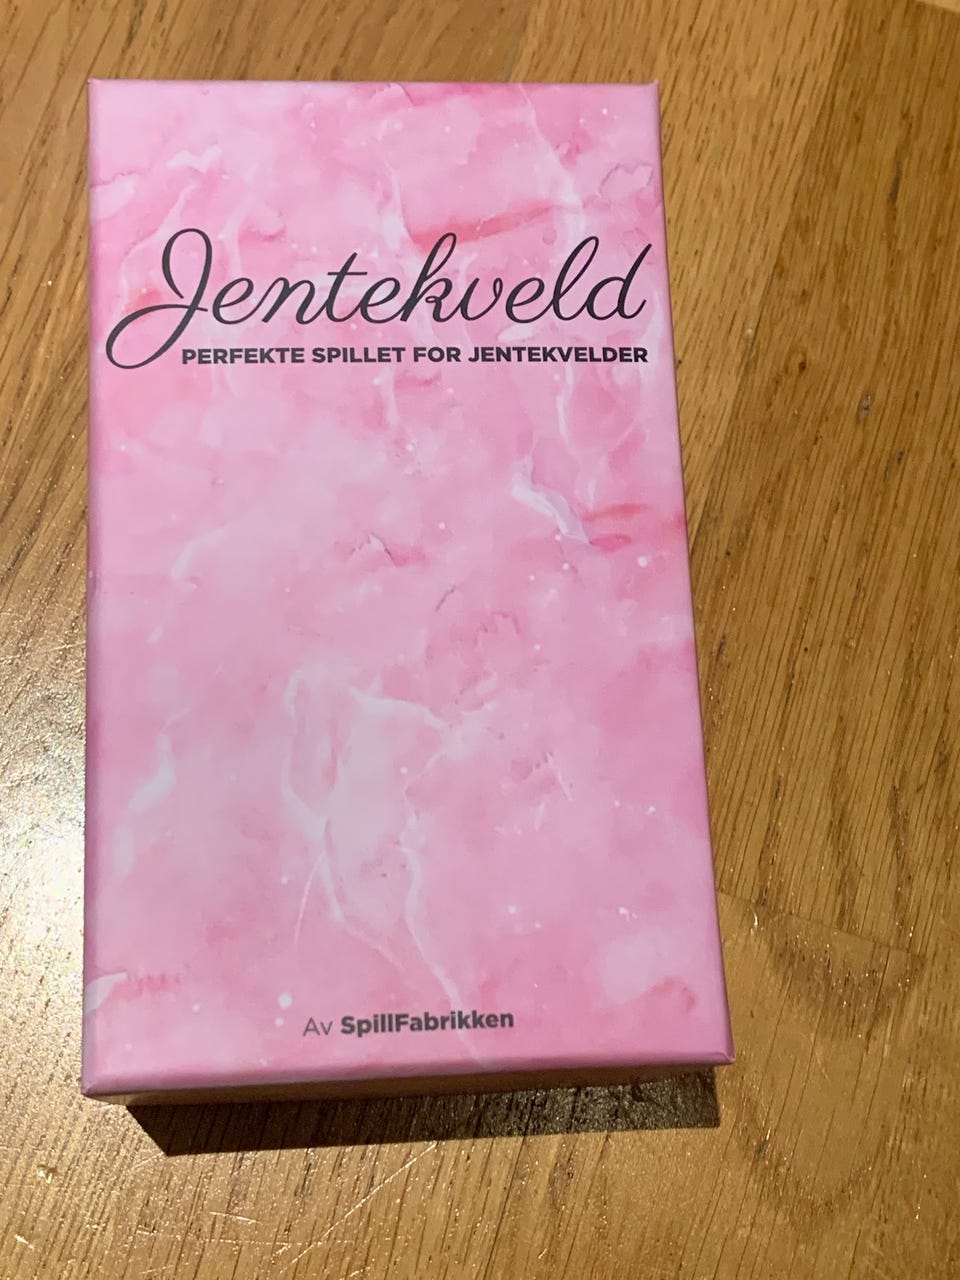 Jentekveld
PERFEKTE SPILLET FOR JENTEKVELDER
Av SpillFabrikken